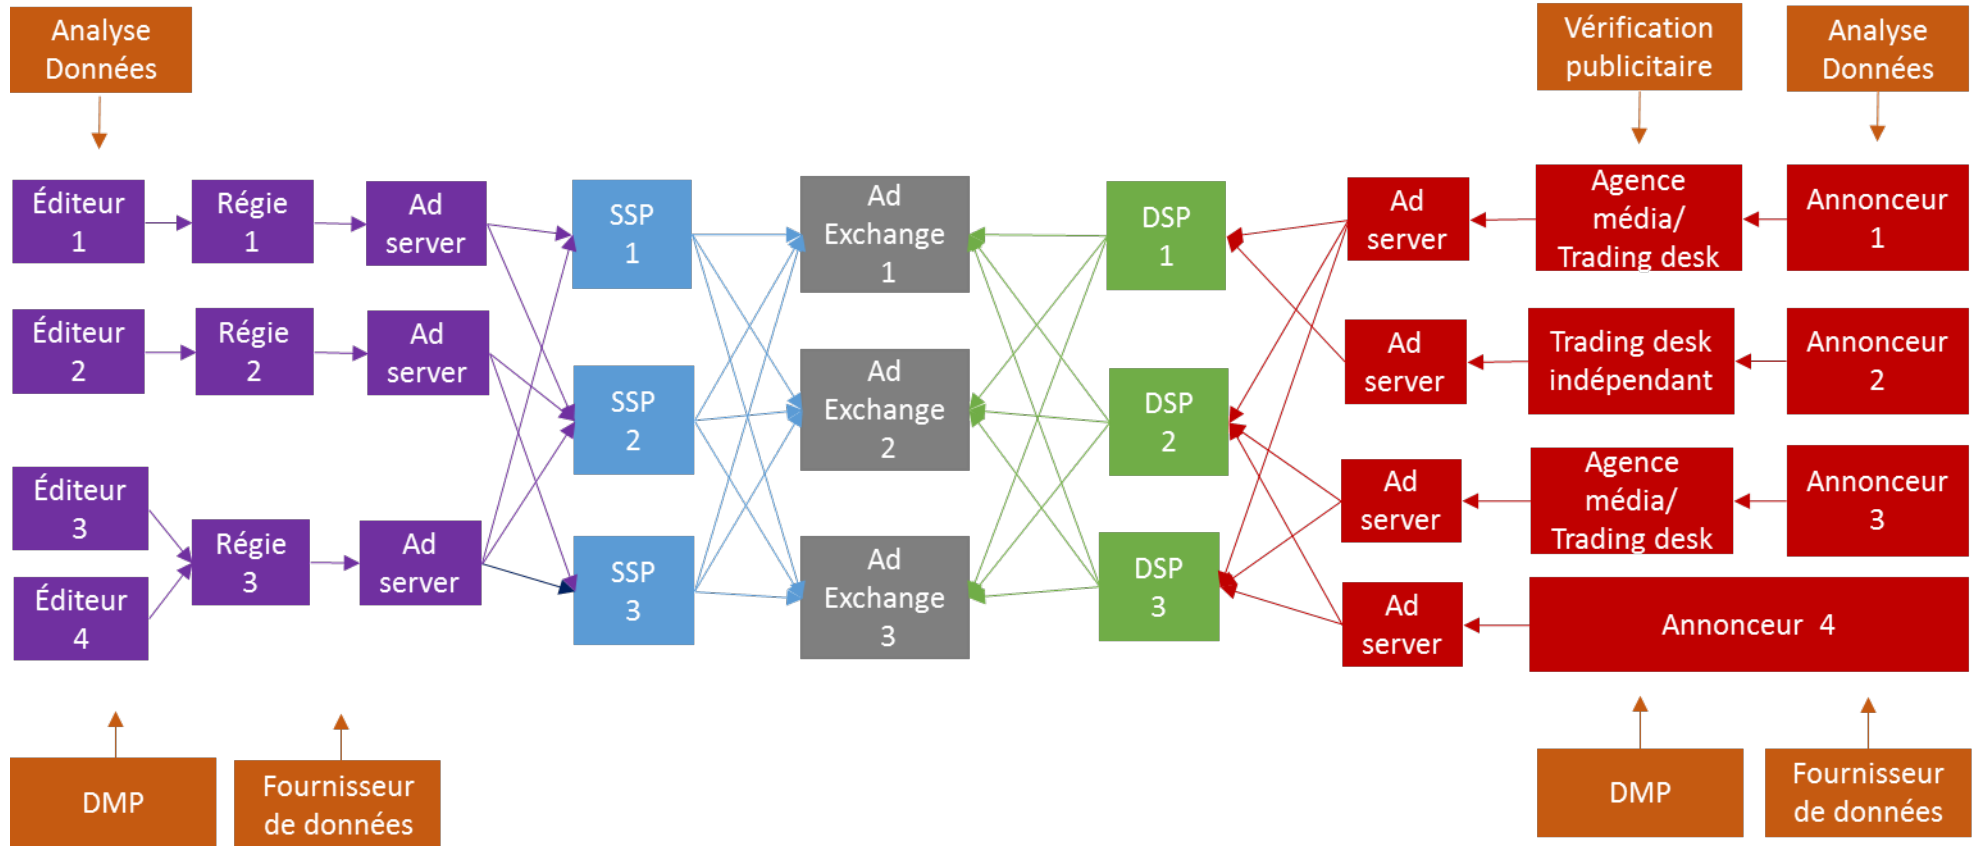 Analyse
Données
Vérification
publicitaire
Analyse
Données
Éditeur
1
Régie
1
Ad
server
SSP
1
Ad
Exchange
1
DSP
1
Ad
server
Agence
média/
Trading desk
Annonceur
1
Éditeur
2
Régie
2
Ad
server
SSP
2
Ad
Exchange
2
DSP
2
Ad
server
Trading desk
indépendant
Annonceur
2
Éditeur
3
Éditeur
4
Régie
3
Ad
server
SSP
3
Ad
Exchange
3
DSP
3
Ad
server
Agence
média/
Trading desk
Annonceur
3
Ad
server
Annonceur 4
DMP
Fournisseur
de données
DMP
Fournisseur
de données